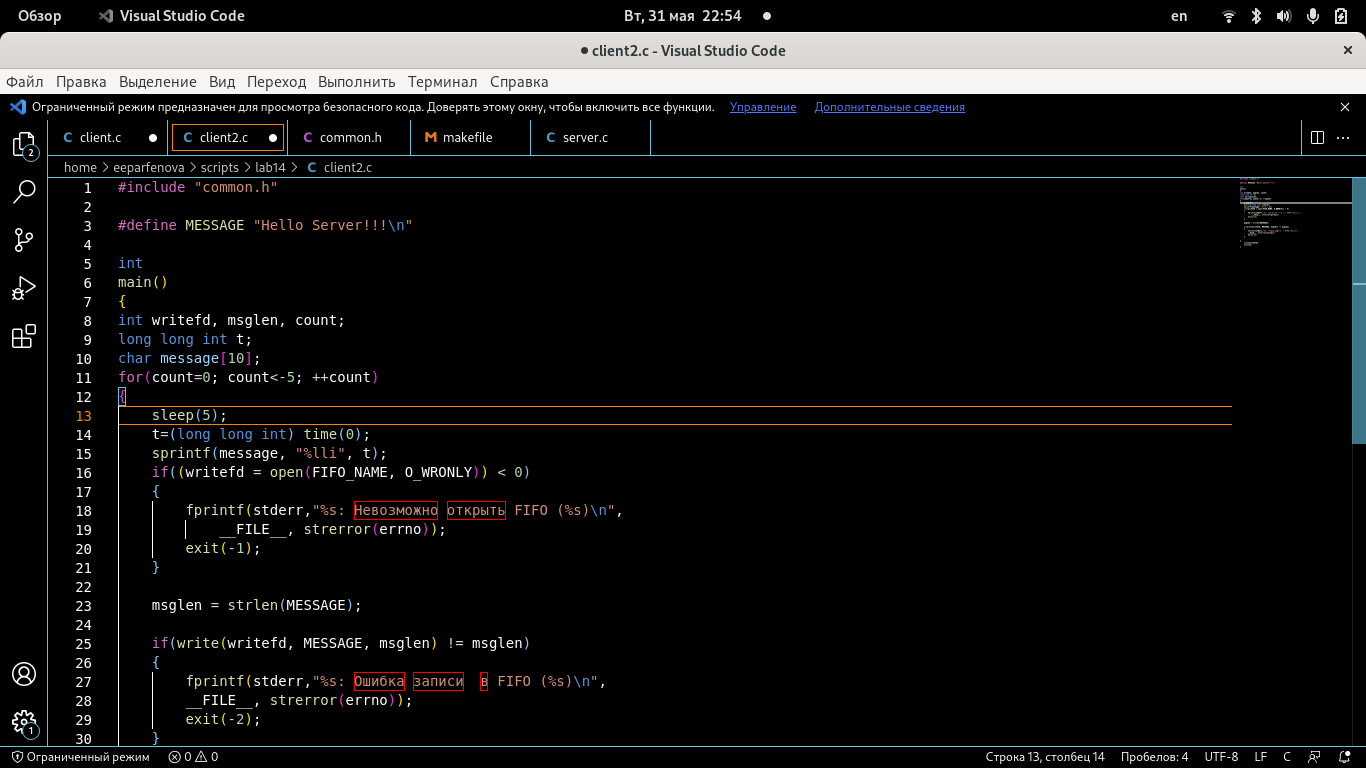 Обзор Visual Studio Code Вт, 31 мая 22:54 en
client2.c - Visual Studio Code
Файл Правка Выделение Вид Переход Выполнить Терминал Справка
Ограниченный режим предназначен для просмотра безопасного кода. Доверять этому окну, чтобы включить все функции. Управление Дополнительные сведения
client.c client2.c common.h makefile server.c
home > eeparfenova > scripts > lab14 > C client2.c
1 #include "common.h"
2
3 #define MESSAGE "Hello Server!!!\n"
4
5 int
6 main()
7 {
8 int writefd, msglen, count;
9 long long int t;
10 char message[10];
11 for(count=0; count<-5; ++count)
12 {
13 sleep(5);
14 t=(long long int) time(0);
15 sprintf(message, "%lli", t);
16 if((writefd = open(FIFO_NAME, O_WRONLY)) < 0)
17 {
18 fprintf(stderr,"%s: Невозможно открыть FIFO (%s)\n",
19 __FILE__, strerror(errno));
20 exit(-1);
21 }
22
23 msglen = strlen(MESSAGE);
24
25 if(write(writefd, MESSAGE, msglen) != msglen)
26 {
27 fprintf(stderr,"%s: Ошибка записи в FIFO (%s)\n",
28 __FILE__, strerror(errno));
29 exit(-2);
30 }
2
1
Ограниченный режим 0 0 Строка 13, столбец 14 Пробелов: 4 UTF-8 LF C